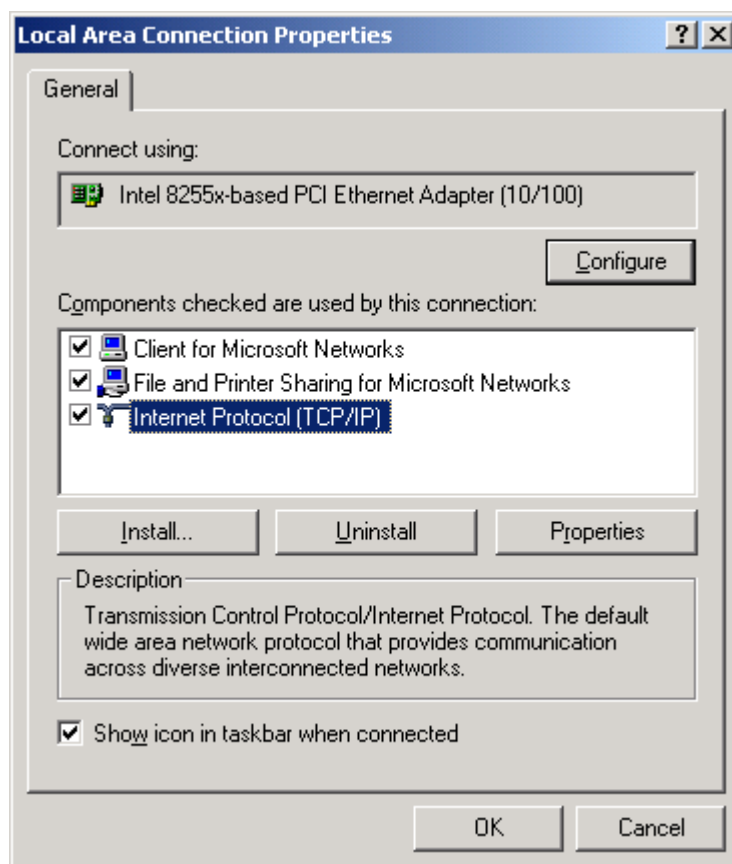 Local Area Connection Properties
General
Connect using:
Intel 8255x-based PCI Ethernet Adapter (10/100)
Configure
Components checked are used by this connection:
Client for Microsoft Networks
File and Printer Sharing for Microsoft Networks
Internet Protocol (TCP/IP)
Install... Uninstall Properties
Description
Transmission Control Protocol/Internet Protocol. The default
wide area network protocol that provides communication
across diverse interconnected networks.
Show icon in taskbar when connected
OK Cancel